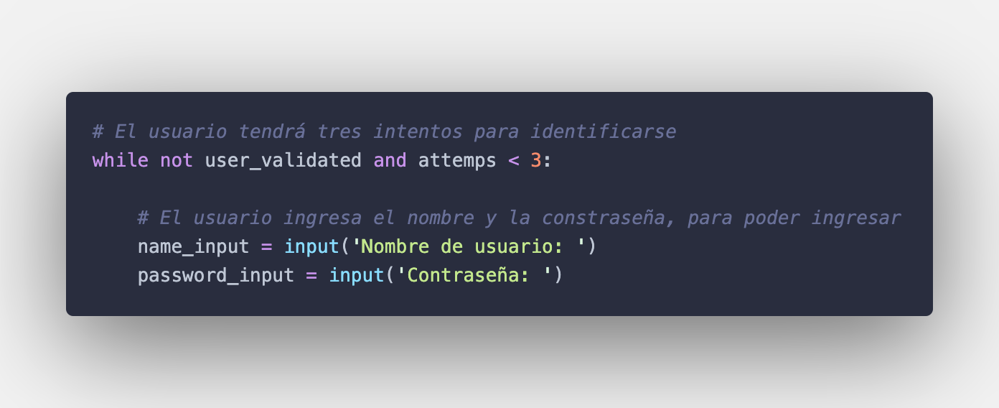 # El usuario tendrá tres intentos para identificarse
while not user_validated and attemps < 3:
# El usuario ingresa el nombre y la constraseña, para poder ingresar
name_input = input('Nombre de usuario: ')
password_input = input('Contraseña: ')